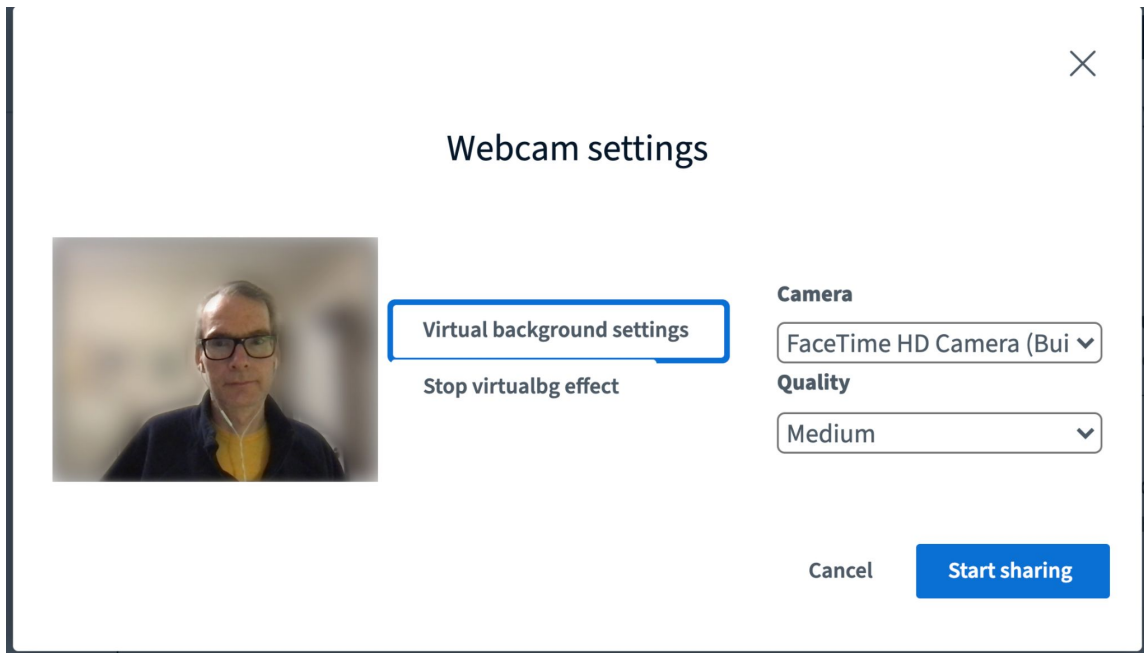 Webcam settings
Virtual background settings
Stop virtualbg effect
Camera
FaceTime HD Camera (Bui
Quality
Medium
Cancel
Start sharing